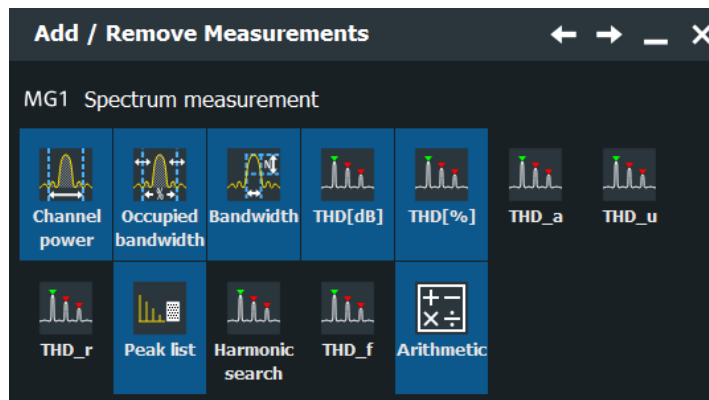 Add / Remove Measurements
MG1 Spectrum measurement
Channel power
Occupied bandwidth
Bandwidth
THD[dB]
THD[%]
THD_a
THD_u
THD_r
Peak list
Harmonic search
THD_f
Arithmetic